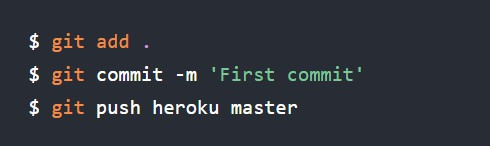 $ git add .
$ git commit -m 'First commit'
$ git push heroku master